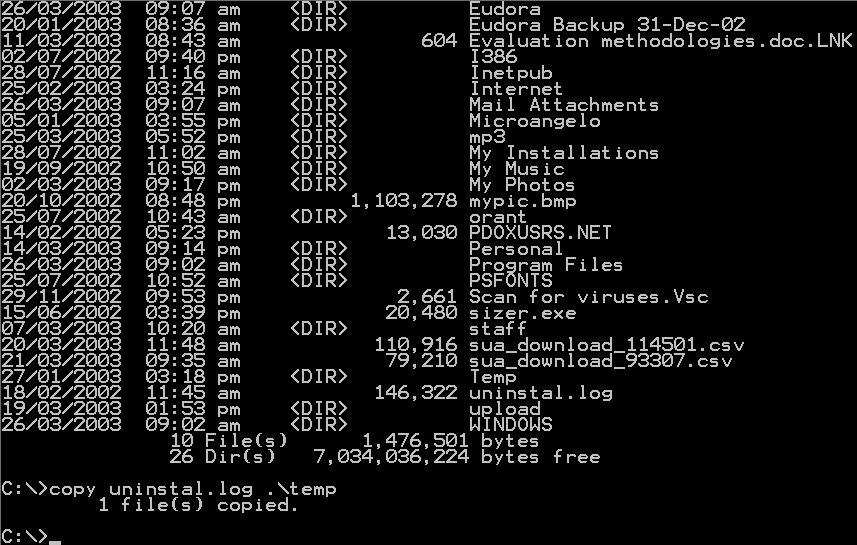 26/03/2003  09:07 am    <DIR>          Eudora
20/01/2003  08:36 am    <DIR>          Eudora Backup 31-Dec-02
11/03/2003  08:43 am               604 Evaluation methodologies.doc.LNK
02/07/2002  09:40 pm    <DIR>          I386
28/07/2002  11:16 am    <DIR>          Inetpub
25/02/2003  03:24 pm    <DIR>          Internet
26/03/2003  09:07 am    <DIR>          Mail Attachments
05/01/2003  03:55 pm    <DIR>          Microangelo
25/03/2003  05:52 pm    <DIR>          mp3
28/07/2002  11:02 am    <DIR>          My Installations
19/09/2002  10:50 am    <DIR>          My Music
02/03/2003  09:17 pm    <DIR>          My Photos
20/10/2002  08:48 pm         1,103,278 mypic.bmp
25/07/2002  10:43 am    <DIR>          orant
14/02/2002  05:23 pm            13,030 PDOXUSRS.NET
14/03/2003  09:14 pm    <DIR>          Personal
26/03/2003  09:02 am    <DIR>          Program Files
25/07/2002  10:52 am    <DIR>          PSFONTS
29/11/2002  09:53 pm             2,661 Scan for viruses.Vsc
15/06/2002  03:39 pm            20,480 sizer.exe
07/03/2003  10:20 am    <DIR>          staff
20/03/2003  11:48 am           110,916 sua_download_114501.csv
21/03/2003  09:35 am            79,210 sua_download_93307.csv
27/01/2003  03:18 pm    <DIR>          Temp
18/02/2002  11:45 am           146,322 uninstal.log
19/03/2003  01:53 pm    <DIR>          upload
26/03/2003  09:02 am    <DIR>          WINDOWS
10 File(s)      1,476,501 bytes
26 Dir(s)   7,034,036,224 bytes free
C:\>copy uninstal.log .\temp
1 file(s) copied.
C:\>_